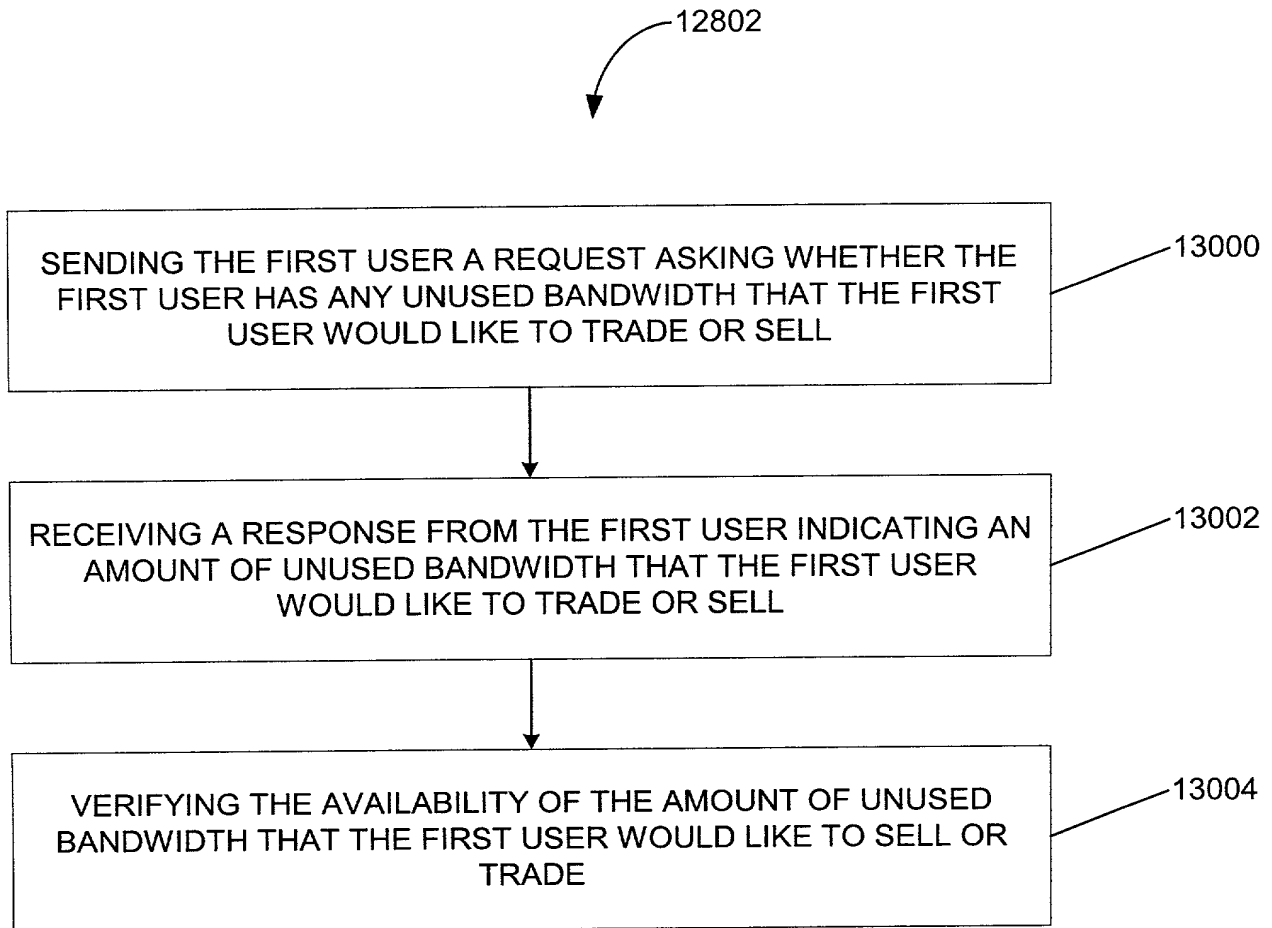 12802
SENDING THE FIRST USER A REQUEST ASKING WHETHER THE
FIRST USER HAS ANY UNUSED BANDWIDTH THAT THE FIRST
USER WOULD LIKE TO TRADE OR SELL
13000
RECEIVING A RESPONSE FROM THE FIRST USER INDICATING AN
AMOUNT OF UNUSED BANDWIDTH THAT THE FIRST USER
WOULD LIKE TO TRADE OR SELL
13002
VERIFYING THE AVAILABILITY OF THE AMOUNT OF UNUSED
BANDWIDTH THAT THE FIRST USER WOULD LIKE TO SELL OR
TRADE
13004